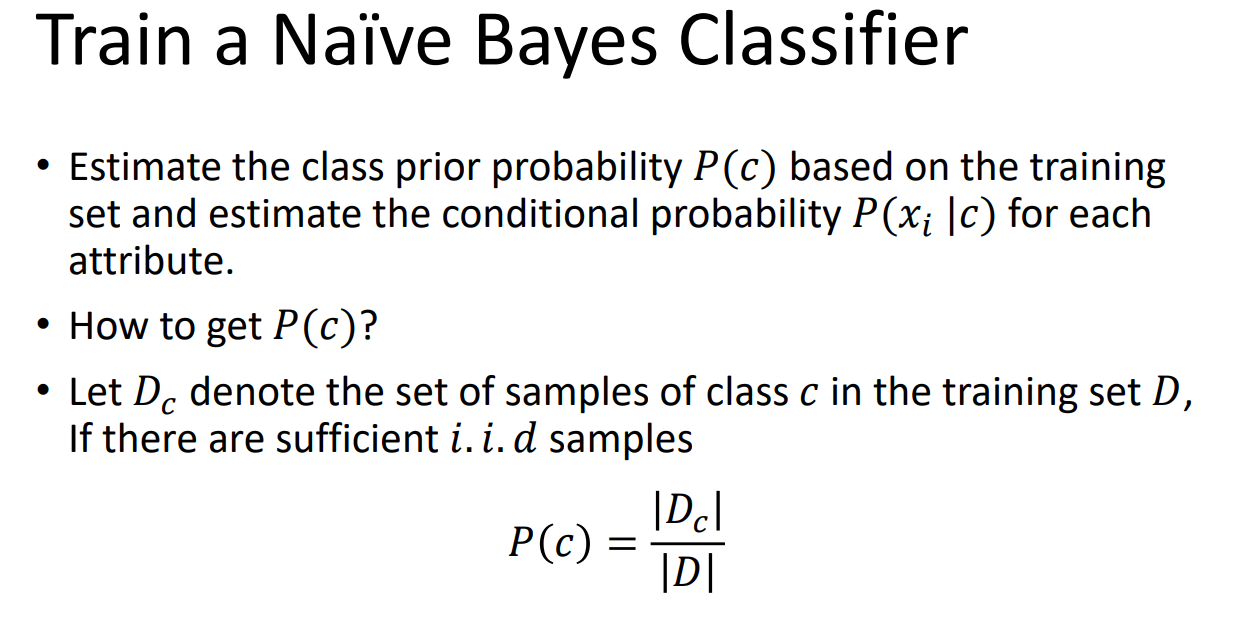 Train a Naïve Bayes Classifier
• Estimate the class prior probability P(c) based on the training
set and estimate the conditional probability P(xᵢ |c) for each
attribute.
• How to get P(c)?
• Let D_c denote the set of samples of class c in the training set D,
If there are sufficient i.i.d samples
P(c) = |D_c| / |D|